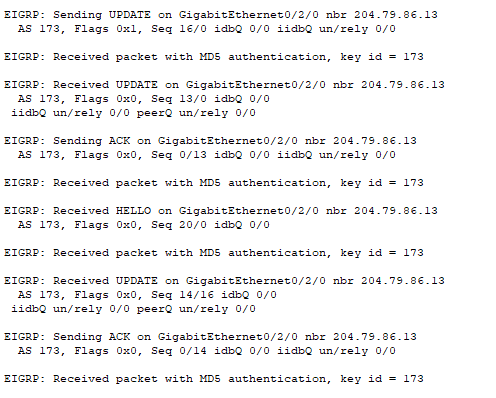 EIGRP: Sending UPDATE on GigabitEthernet0/2/0 nbr 204.79.86.13
AS 173, Flags 0x1, Seq 16/0 idbQ 0/0 iidbQ un/rely 0/0
EIGRP: Received packet with MD5 authentication, key id = 173
EIGRP: Received UPDATE on GigabitEthernet0/2/0 nbr 204.79.86.13
AS 173, Flags 0x0, Seq 13/0 idbQ 0/0
iidbQ un/rely 0/0 peerQ un/rely 0/0
EIGRP: Sending ACK on GigabitEthernet0/2/0 nbr 204.79.86.13
AS 173, Flags 0x0, Seq 0/13 idbQ 0/0 iidbQ un/rely 0/0
EIGRP: Received packet with MD5 authentication, key id = 173
EIGRP: Received HELLO on GigabitEthernet0/2/0 nbr 204.79.86.13
AS 173, Flags 0x0, Seq 20/0 idbQ 0/0
EIGRP: Received packet with MD5 authentication, key id = 173
EIGRP: Received UPDATE on GigabitEthernet0/2/0 nbr 204.79.86.13
AS 173, Flags 0x0, Seq 14/16 idbQ 0/0
iidbQ un/rely 0/0 peerQ un/rely 0/0
EIGRP: Sending ACK on GigabitEthernet0/2/0 nbr 204.79.86.13
AS 173, Flags 0x0, Seq 0/14 idbQ 0/0 iidbQ un/rely 0/0
EIGRP: Received packet with MD5 authentication, key id = 173